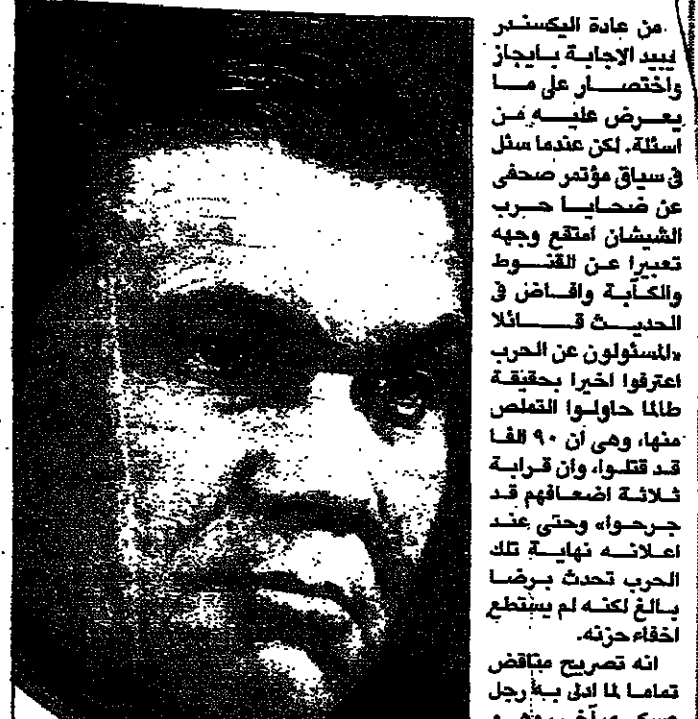 من عادة اليكسندر
ليبيد الاجابة بايجاز
واختصار على ما
يعرض عليه من
اسئلة. لكن عندما سئل
في سياق مؤتمر صحفي
عن ضحايا حرب
الشيشان امتقع وجهه
تعبيرا عن القنوط
والكآبة وافاض في
الحديث قائلا
«المسئولون عن الحرب
اعترفوا اخيرا بحقيقة
طالما حاولوا التملص
منها، وهى أن ٩٠ الفا
قد قتلوا، وان قرابة
ثلاثة اضعافهم قد
جرحوا» وحتى عند
اعلانه نهاية تلك
الحرب تحدث برضا
بالغ لكنه لم يستطع
اخفاء حزنه.
انه تصريح مناقض
تماما لما ادلى به رجل